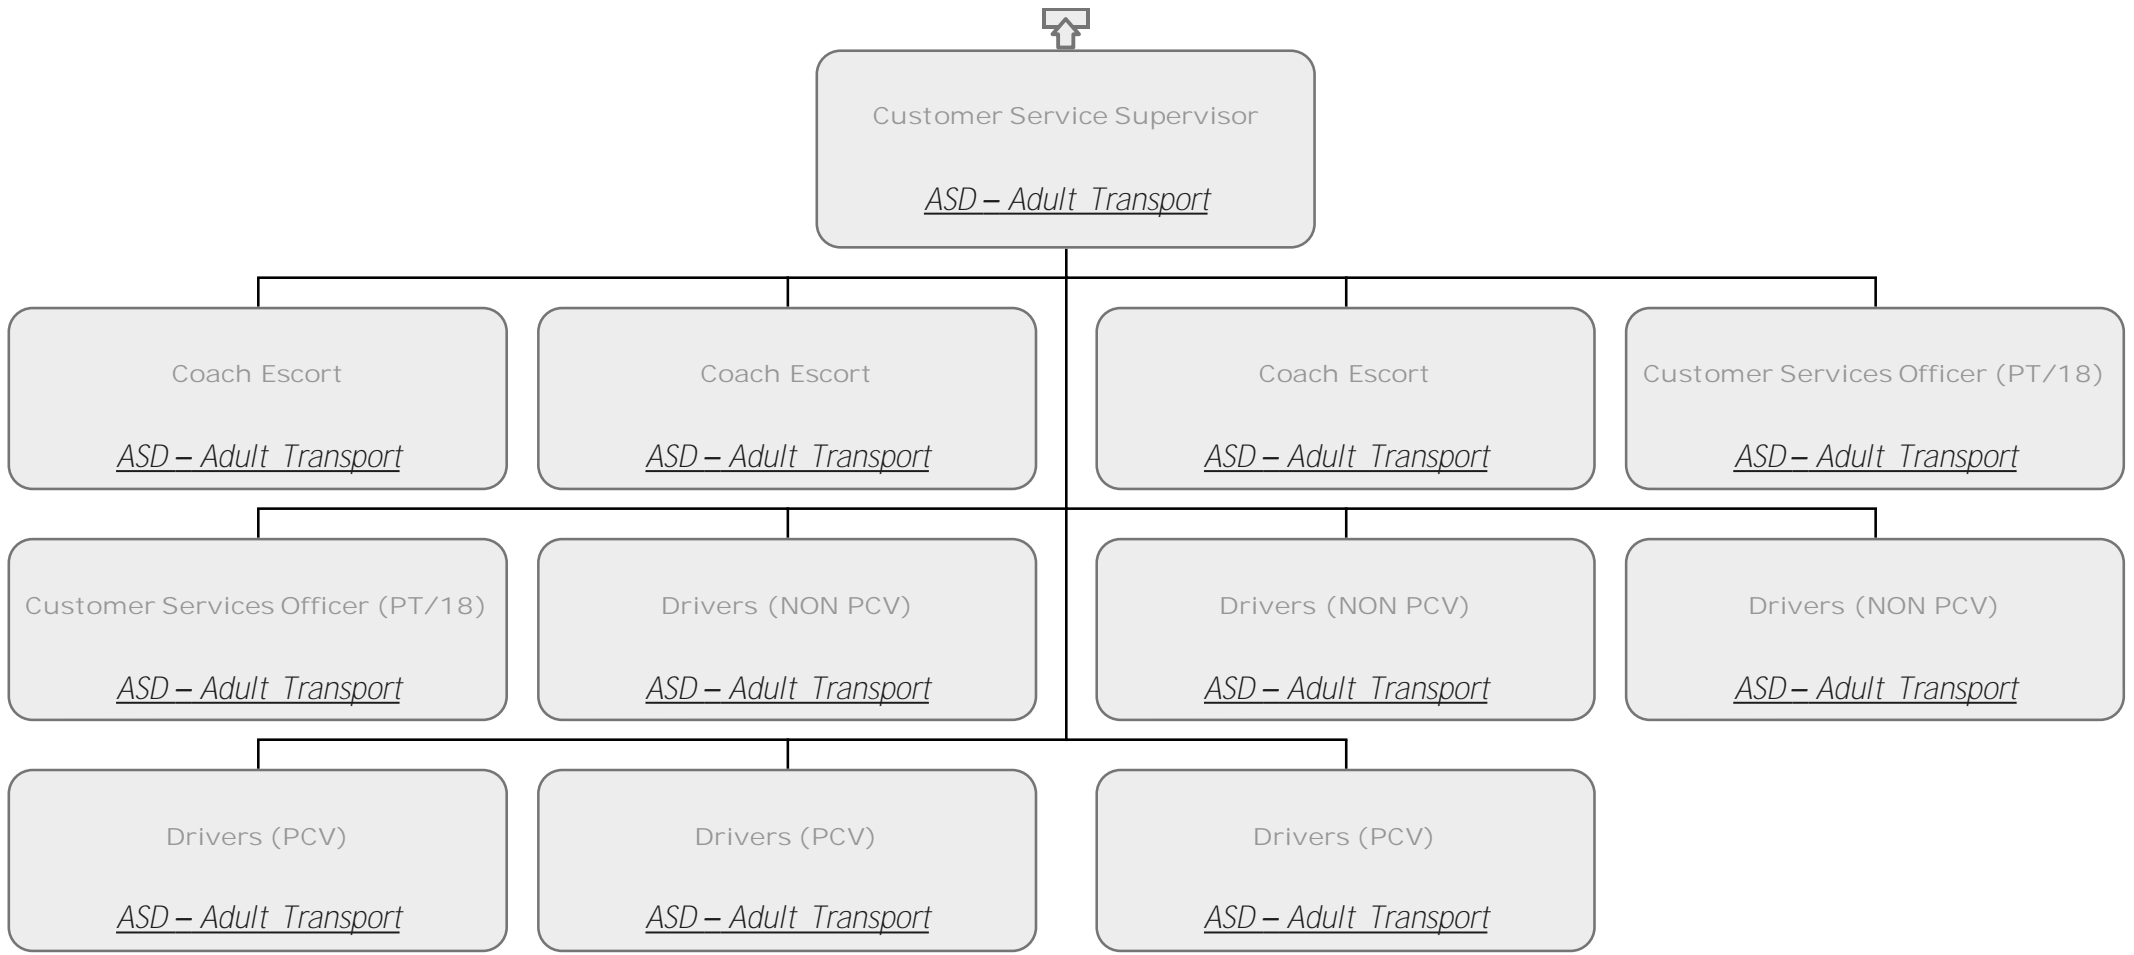 Customer Service Supervisor
ASD – Adult Transport
Coach Escort
ASD – Adult Transport
Coach Escort
ASD – Adult Transport
Coach Escort
ASD – Adult Transport
Customer Services Officer (PT/18)
ASD – Adult Transport
Customer Services Officer (PT/18)
ASD – Adult Transport
Drivers (NON PCV)
ASD – Adult Transport
Drivers (NON PCV)
ASD – Adult Transport
Drivers (NON PCV)
ASD – Adult Transport
Drivers (PCV)
ASD – Adult Transport
Drivers (PCV)
ASD – Adult Transport
Drivers (PCV)
ASD – Adult Transport